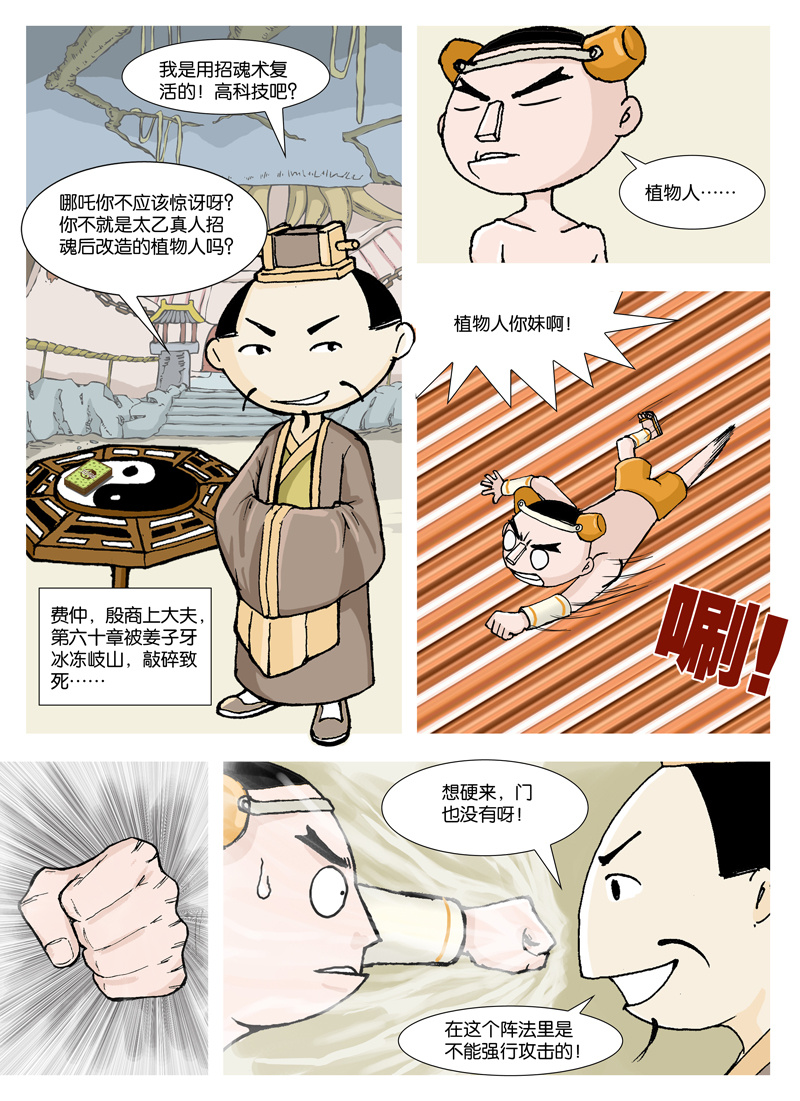 我是用招魂术复
活的！高科技吧？
哪吒你不应该惊讶呀？
你不就是太乙真人招
魂后改造的植物人吗？
费仲，殷商上大夫，
第六十章被姜子牙
冰冻岐山，敲碎致
死……
植物人……
植物人你妹啊！
唰！
想硬来，门
也没有呀！
在这个阵法里是
不能强行攻击的！